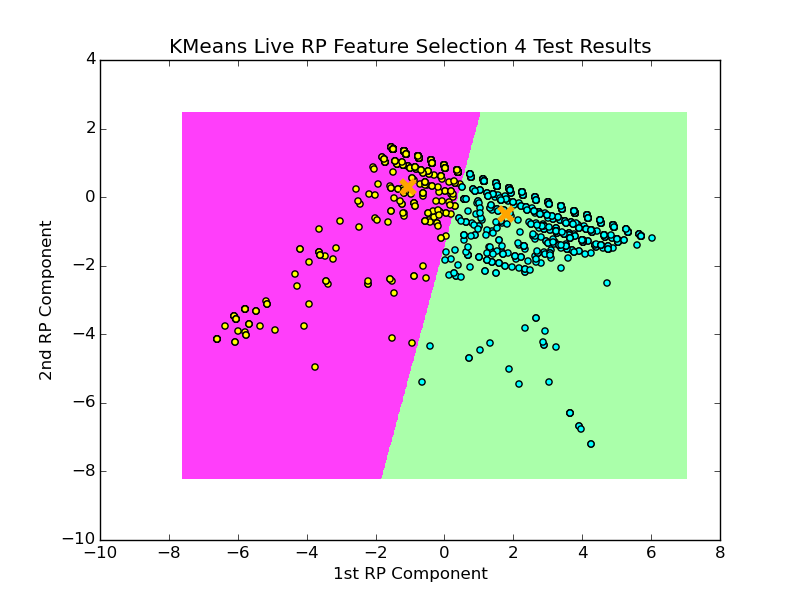 KMeans Live RP Feature Selection 4 Test Results
4
2
0
−2
−4
−6
−8
−10
2nd RP Component
−10 −8 −6 −4 −2 0 2 4 6 8
1st RP Component